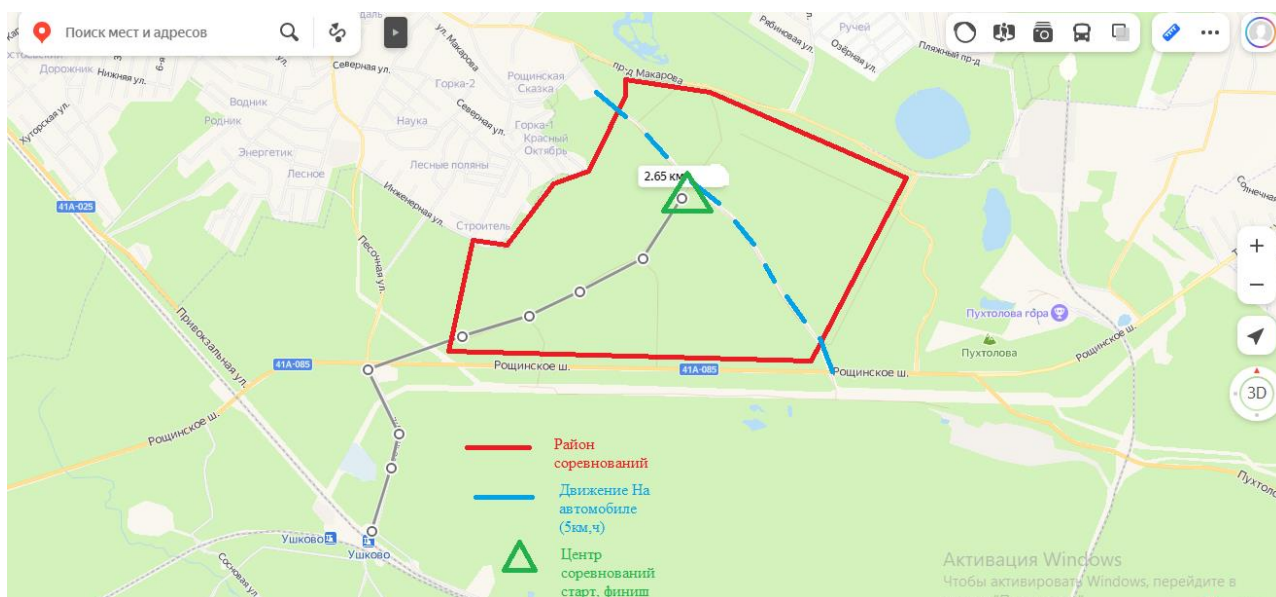 Поиск мест и адресов
Дорожник
Нижняя ул.
6-я
Хуторская ул.
Водник
Родник
Энергетик
Лесное
Северная ул.
ул. Макарова
Горка-2
Рощинская
Сказка
Северная ул.
Наука
Горка-1
Красный
Октябрь
Лесные поляны
Инженерная ул.
Строитель
пр-д Макарова
Рябиновая ул.
Ручей
Озёрная ул.
Пляжный пр-д
2.65 км
41А-025
Песочная ул.
Привокзальная ул.
41А-085
Рощинское ш.
Рощинское ш.
41А-085
Рощинское ш.
Пухтолова гора
Пухтолова
Рощинское ш.
3D
Район
соревнований
Движение На
автомобиле
(5км,ч)
Центр
соревнований
старт, финиш
Ушково
Ушково
Сосновая ул.
Активация Windows
Чтобы активировать Windows, перейдите в